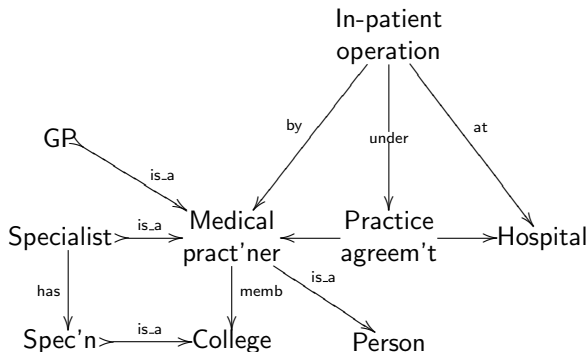 In-patient
operation
by
under
at
GP
is_a
Medical
pract'ner
Practice
agreem't
Specialist
is_a
Hospital
has
memb
is_a
Spec'n
is_a
College
Person